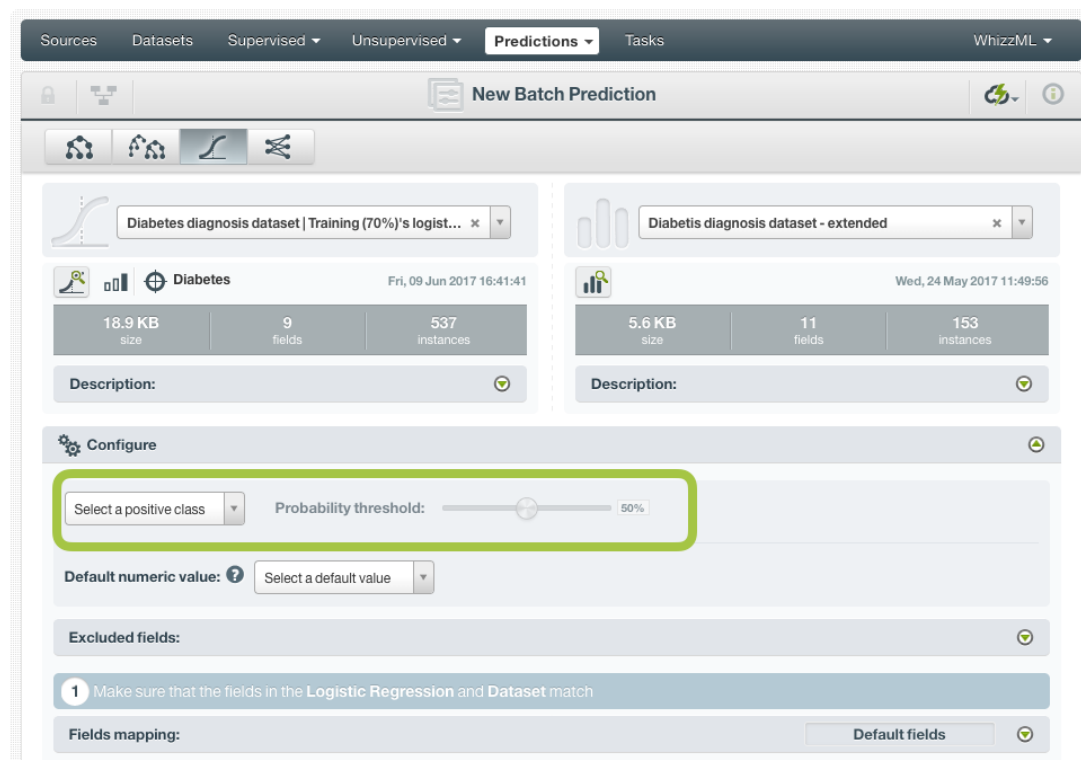 Sources Datasets Supervised Unsupervised Predictions Tasks WhizzML
New Batch Prediction
Diabetes diagnosis dataset | Training (70%)'s logist... × Diabetis diagnosis dataset - extended ×
Diabetes Fri, 09 Jun 2017 16:41:41 Wed, 24 May 2017 11:49:56
18.9 KB 9 537 5.6 KB 11 153
size fields instances size fields instances
Description: Description:
Configure
Select a positive class Probability threshold: 50%
Default numeric value: ? Select a default value
Excluded fields:
1 Make sure that the fields in the Logistic Regression and Dataset match
Fields mapping: Default fields